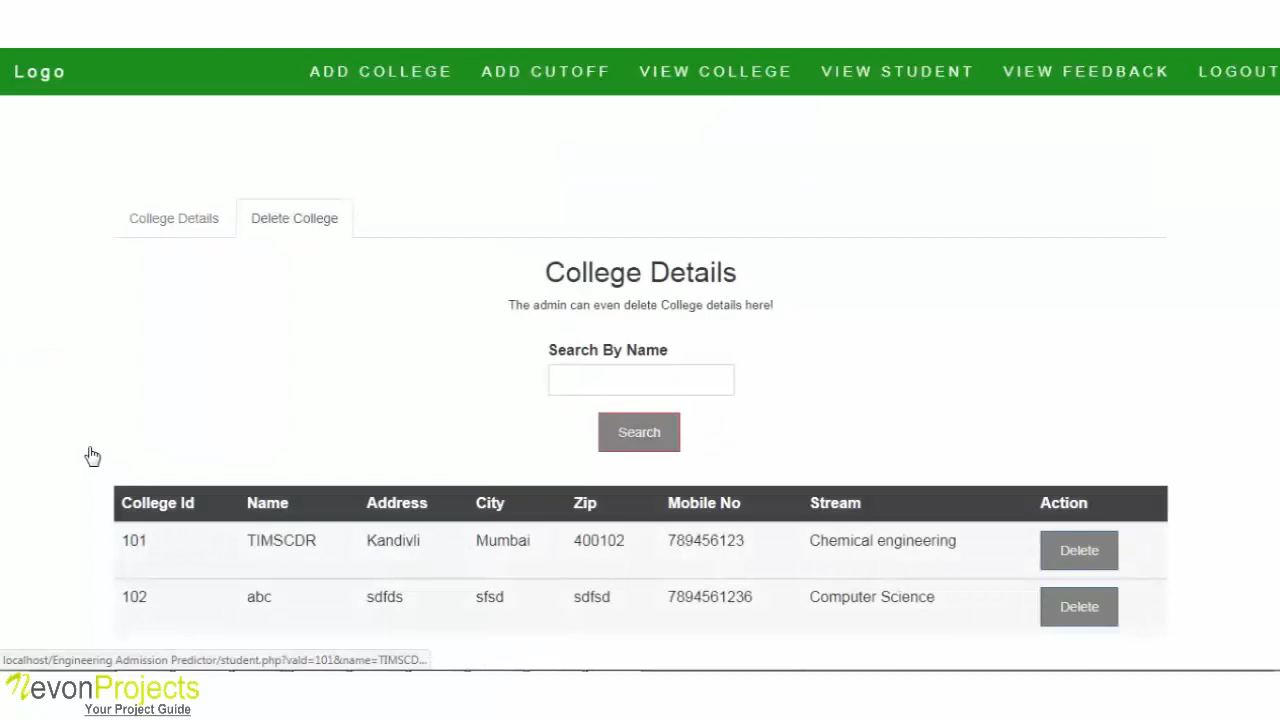 Logo ADD COLLEGE ADD CUTOFF VIEW COLLEGE VIEW STUDENT VIEW FEEDBACK LOGOUT
College Details Delete College
College Details
The admin can even delete College details here!
Search By Name
Search
College Id Name Address City Zip Mobile No Stream Action
101 TIMSCDR Kandivli Mumbai 400102 789456123 Chemical engineering Delete
102 abc sdfds sfsd sdfsd 7894561236 Computer Science Delete
localhost/Engineering Admission Predictor/student.php?vald=101&name=TIMSCD...
NevonProjects
Your Project Guide